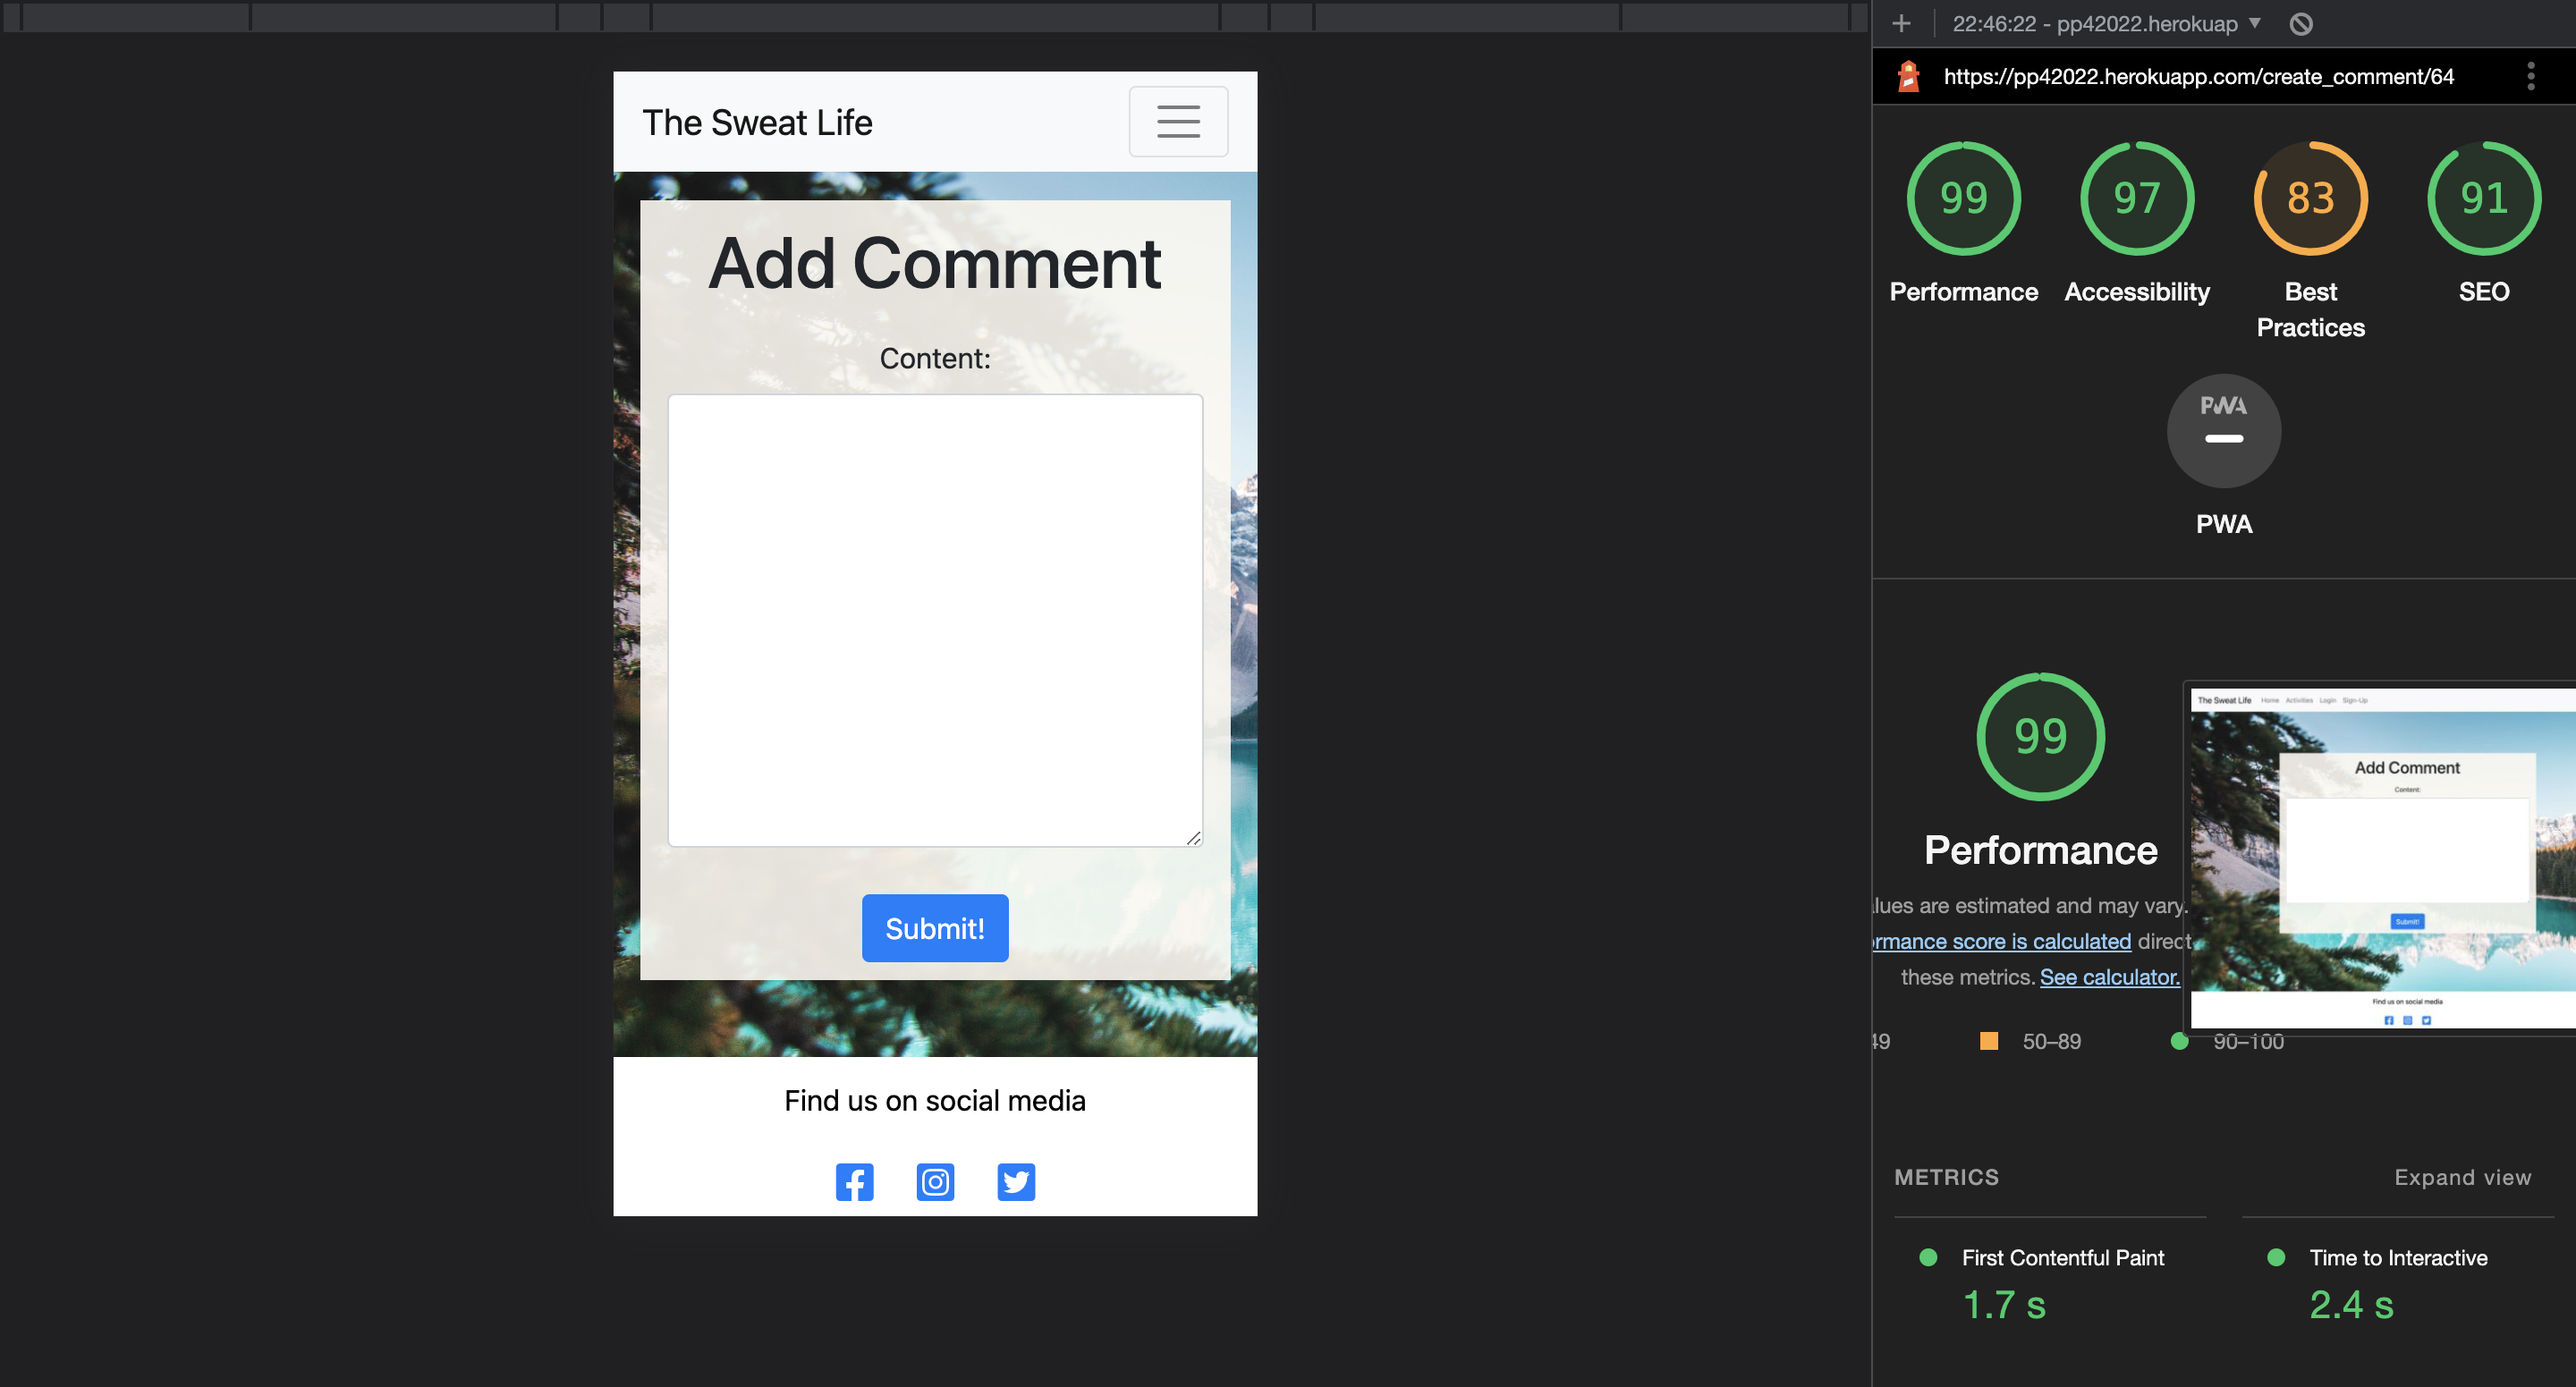 The Sweat Life
Add Comment
Content:
Submit!
Find us on social media
22:46:22 - pp42022.herokuap
https://pp42022.herokuapp.com/create_comment/64
99
Performance
97
Accessibility
83
Best
Practices
91
SEO
PWA
PWA
99
Performance
lues are estimated and may vary.
rmance score is calculated direct
these metrics. See calculator.
49
50–89
90–100
The Sweat Life Home Activities Login Sign-Up
Add Comment
Content:
Submit!
Find us on social media
METRICS
Expand view
First Contentful Paint
1.7 s
Time to Interactive
2.4 s